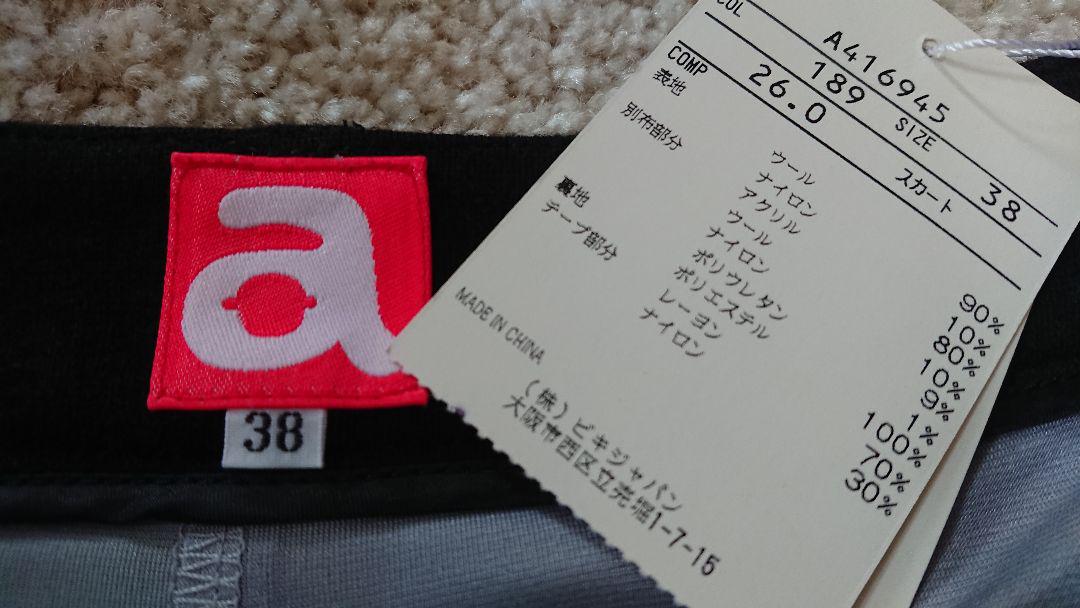 a
38
COL
A416945
189 SIZE 38
COMP 26.0 スカート
表地 ウール 90%
ナイロン 10%
別布部分 アクリル 80%
ウール 10%
ナイロン 9%
ポリウレタン 1%
裏地 ポリエステル 100%
テープ部分 レーヨン 70%
ナイロン 30%
MADE IN CHINA
(株)ビキジャパン
大阪市西区立売堀1-7-15